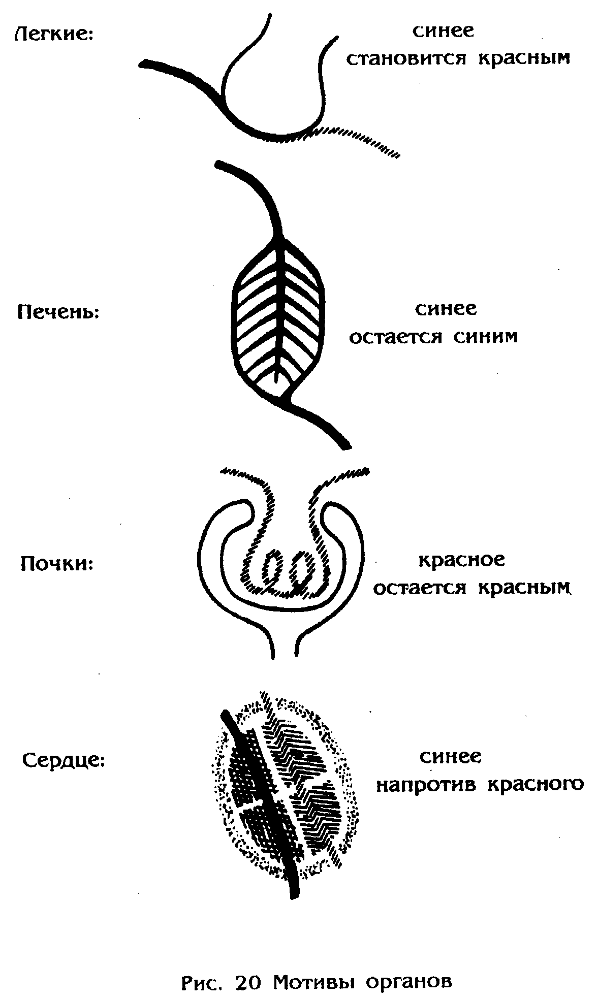 Легкие:
синее
становится красным
Печень:
синее
остается синим
Почки:
красное
остается красным
Сердце:
синее
напротив красного
Рис. 20 Мотивы органов